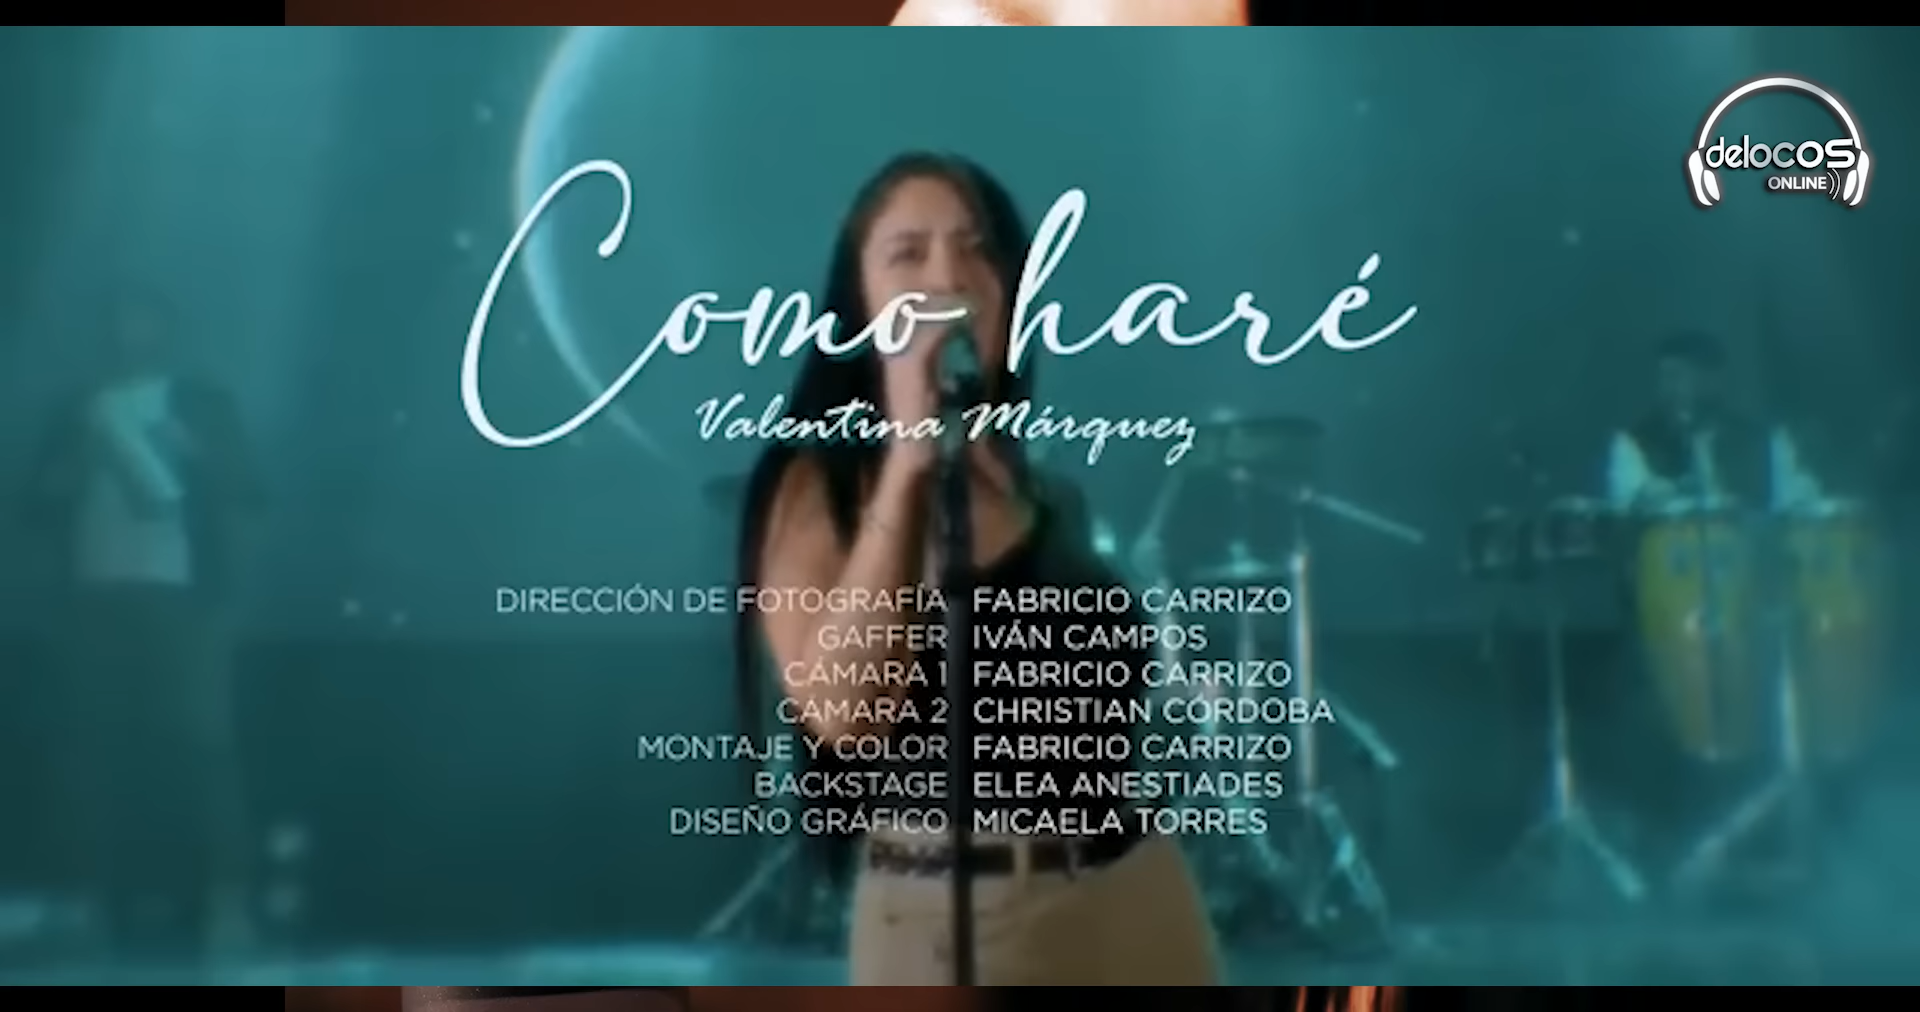 delocos
ONLINE
Como haré
Valentina Márquez
DIRECCIÓN DE FOTOGRAFÍA FABRICIO CARRIZO
GAFFER IVÁN CAMPOS
CÁMARA 1 FABRICIO CARRIZO
CÁMARA 2 CHRISTIAN CÓRDOBA
MONTAJE Y COLOR FABRICIO CARRIZO
BACKSTAGE ELEA ANESTIADES
DISEÑO GRÁFICO MICAELA TORRES